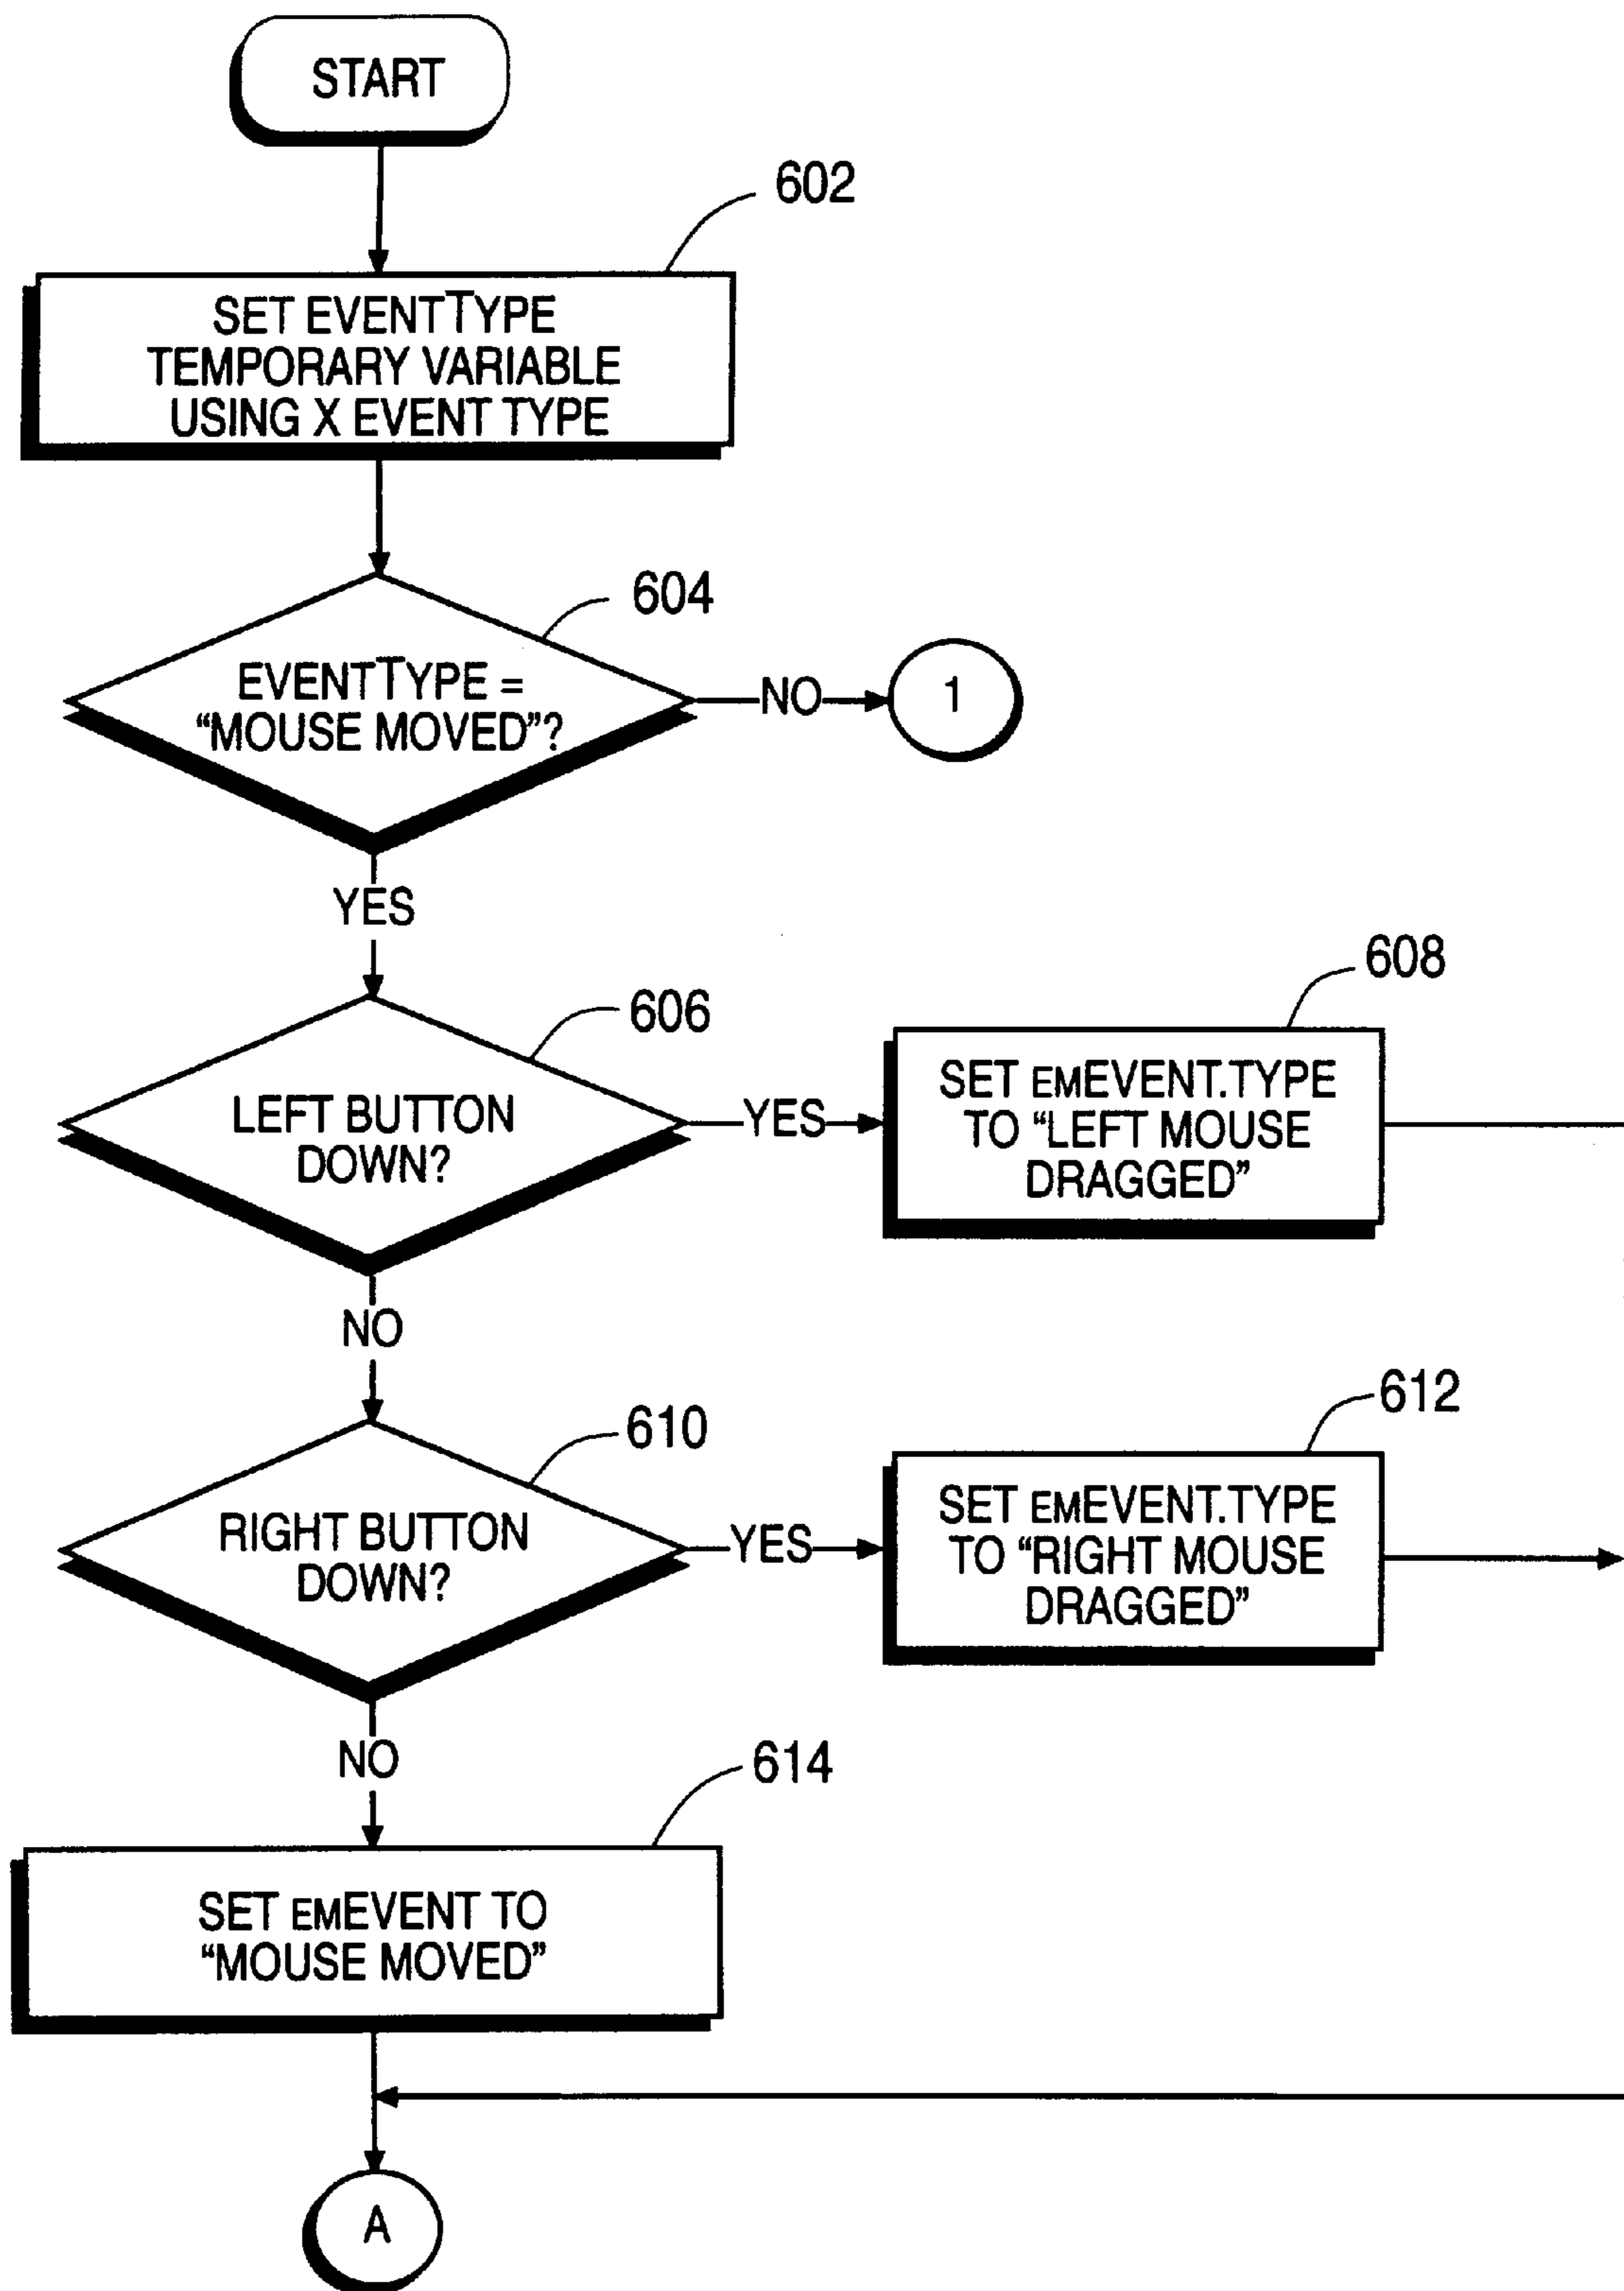 START
602
SET EVENTTYPE
TEMPORARY VARIABLE
USING X EVENT TYPE
604
EVENTTYPE =
“MOUSE MOVED”?
NO
1
YES
606
LEFT BUTTON
DOWN?
YES
608
SET EMEVENT.TYPE
TO “LEFT MOUSE
DRAGGED”
NO
610
RIGHT BUTTON
DOWN?
YES
612
SET EMEVENT.TYPE
TO “RIGHT MOUSE
DRAGGED”
NO
614
SET EMEVENT TO
“MOUSE MOVED”
A